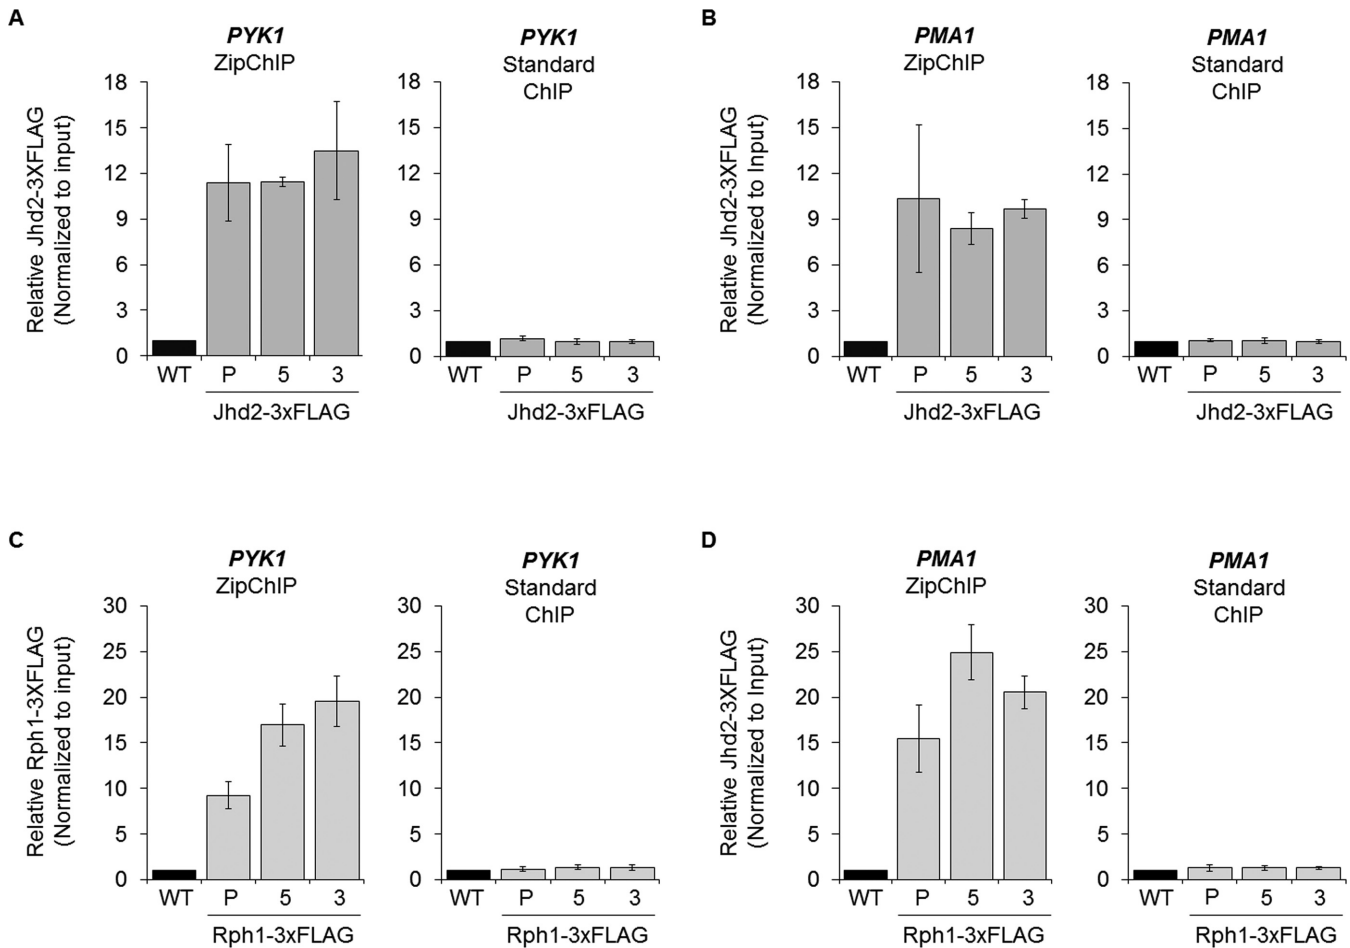 A
PYK1
ZipChIP
Relative Jhd2-3XFLAG
(Normalized to input)
18
15
12
9
6
3
0
WT P 5 3
Jhd2-3xFLAG
PYK1
Standard
ChIP
18
15
12
9
6
3
0
WT P 5 3
Jhd2-3xFLAG
B
PMA1
ZipChIP
Relative Jhd2-3XFLAG
(Normalized to Input)
18
15
12
9
6
3
0
WT P 5 3
Jhd2-3xFLAG
PMA1
Standard
ChIP
18
15
12
9
6
3
0
WT P 5 3
Jhd2-3xFLAG
C
PYK1
ZipChIP
Relative Rph1-3XFLAG
(Normalized to input)
30
25
20
15
10
5
0
WT P 5 3
Rph1-3xFLAG
PYK1
Standard
ChIP
30
25
20
15
10
5
0
WT P 5 3
Rph1-3xFLAG
D
PMA1
ZipChIP
Relative Jhd2-3XFLAG
(Normalized to Input)
30
25
20
15
10
5
0
WT P 5 3
Rph1-3xFLAG
PMA1
Standard
ChIP
30
25
20
15
10
5
0
WT P 5 3
Rph1-3xFLAG